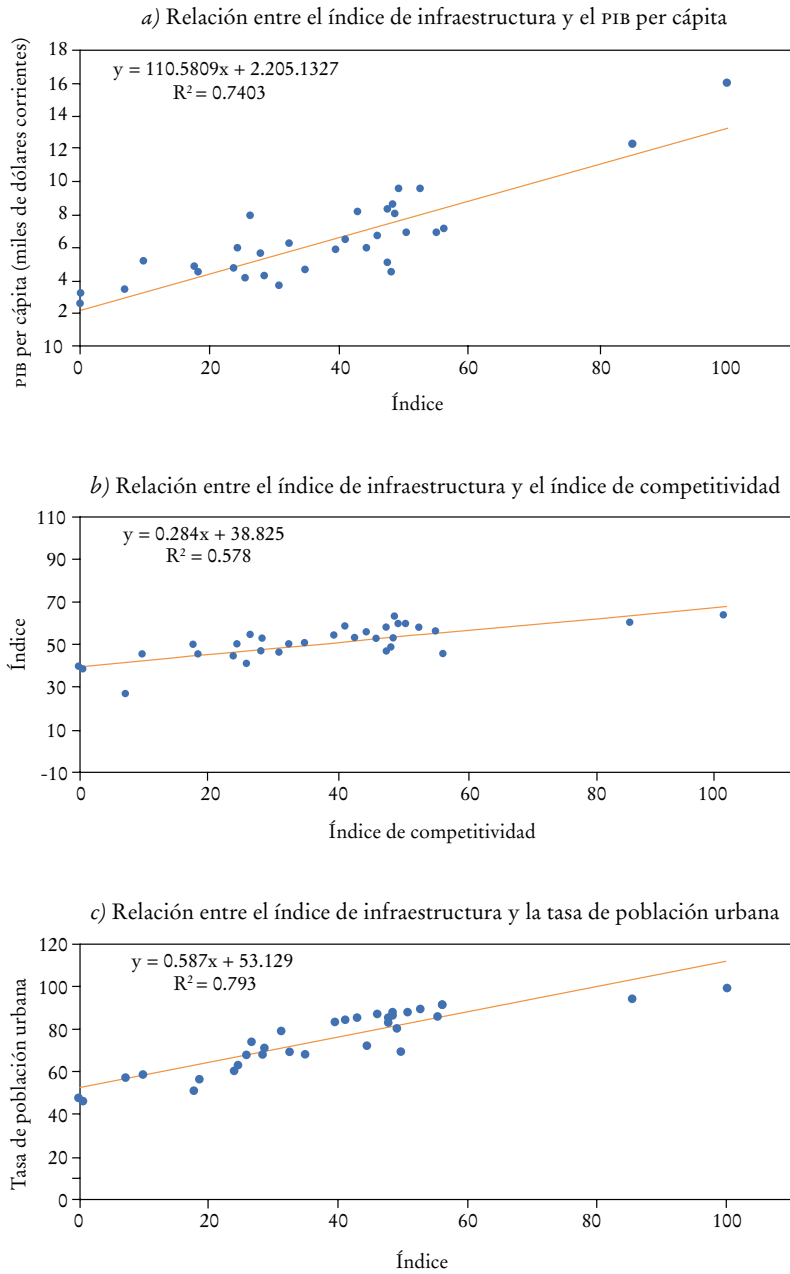 a) Relación entre el índice de infraestructura y el PIB per cápita
18
16
14
12
10
8
6
4
2
10
y = 110.5809x + 2.205.1327
R² = 0.7403
PIB per cápita (miles de dólares corrientes)
0 20 40 60 80 100
Índice
b) Relación entre el índice de infraestructura y el índice de competitividad
110
90
70
50
30
10
-10
y = 0.284x + 38.825
R² = 0.578
Índice
0 20 40 60 80 100
Índice de competitividad
c) Relación entre el índice de infraestructura y la tasa de población urbana
120
100
80
60
40
20
0
y = 0.587x + 53.129
R² = 0.793
Tasa de población urbana
0 20 40 60 80 100
Índice